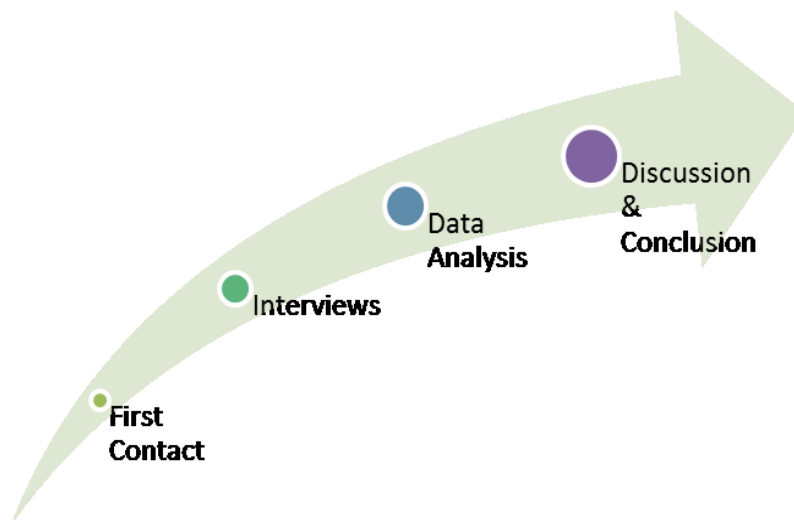 First
Contact
Interviews
Data
Analysis
Discussion
&
Conclusion